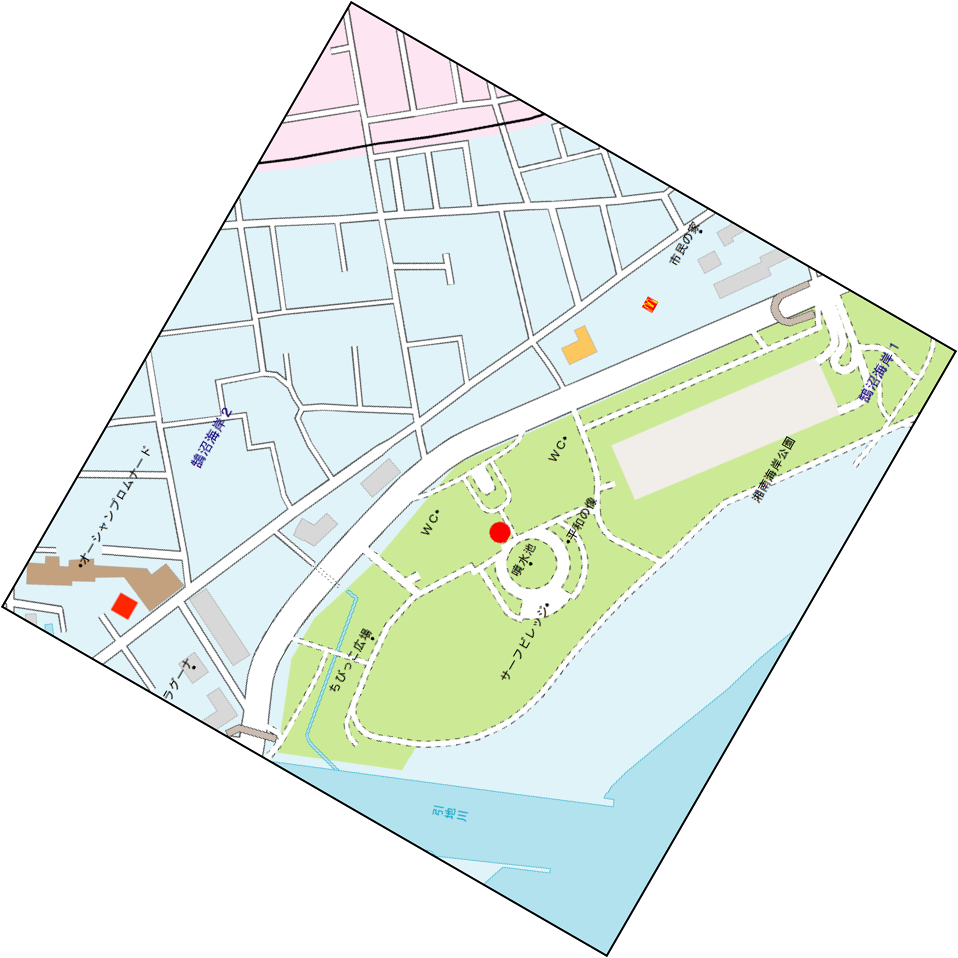 市民の家
鵠沼海岸 1
鵠沼海岸 2
オーシャンプロムナード
WC
WC
湘南海岸公園
平和の像
噴水池
サーフビレッジ
ちびっこ広場
ラグーナ
引地川